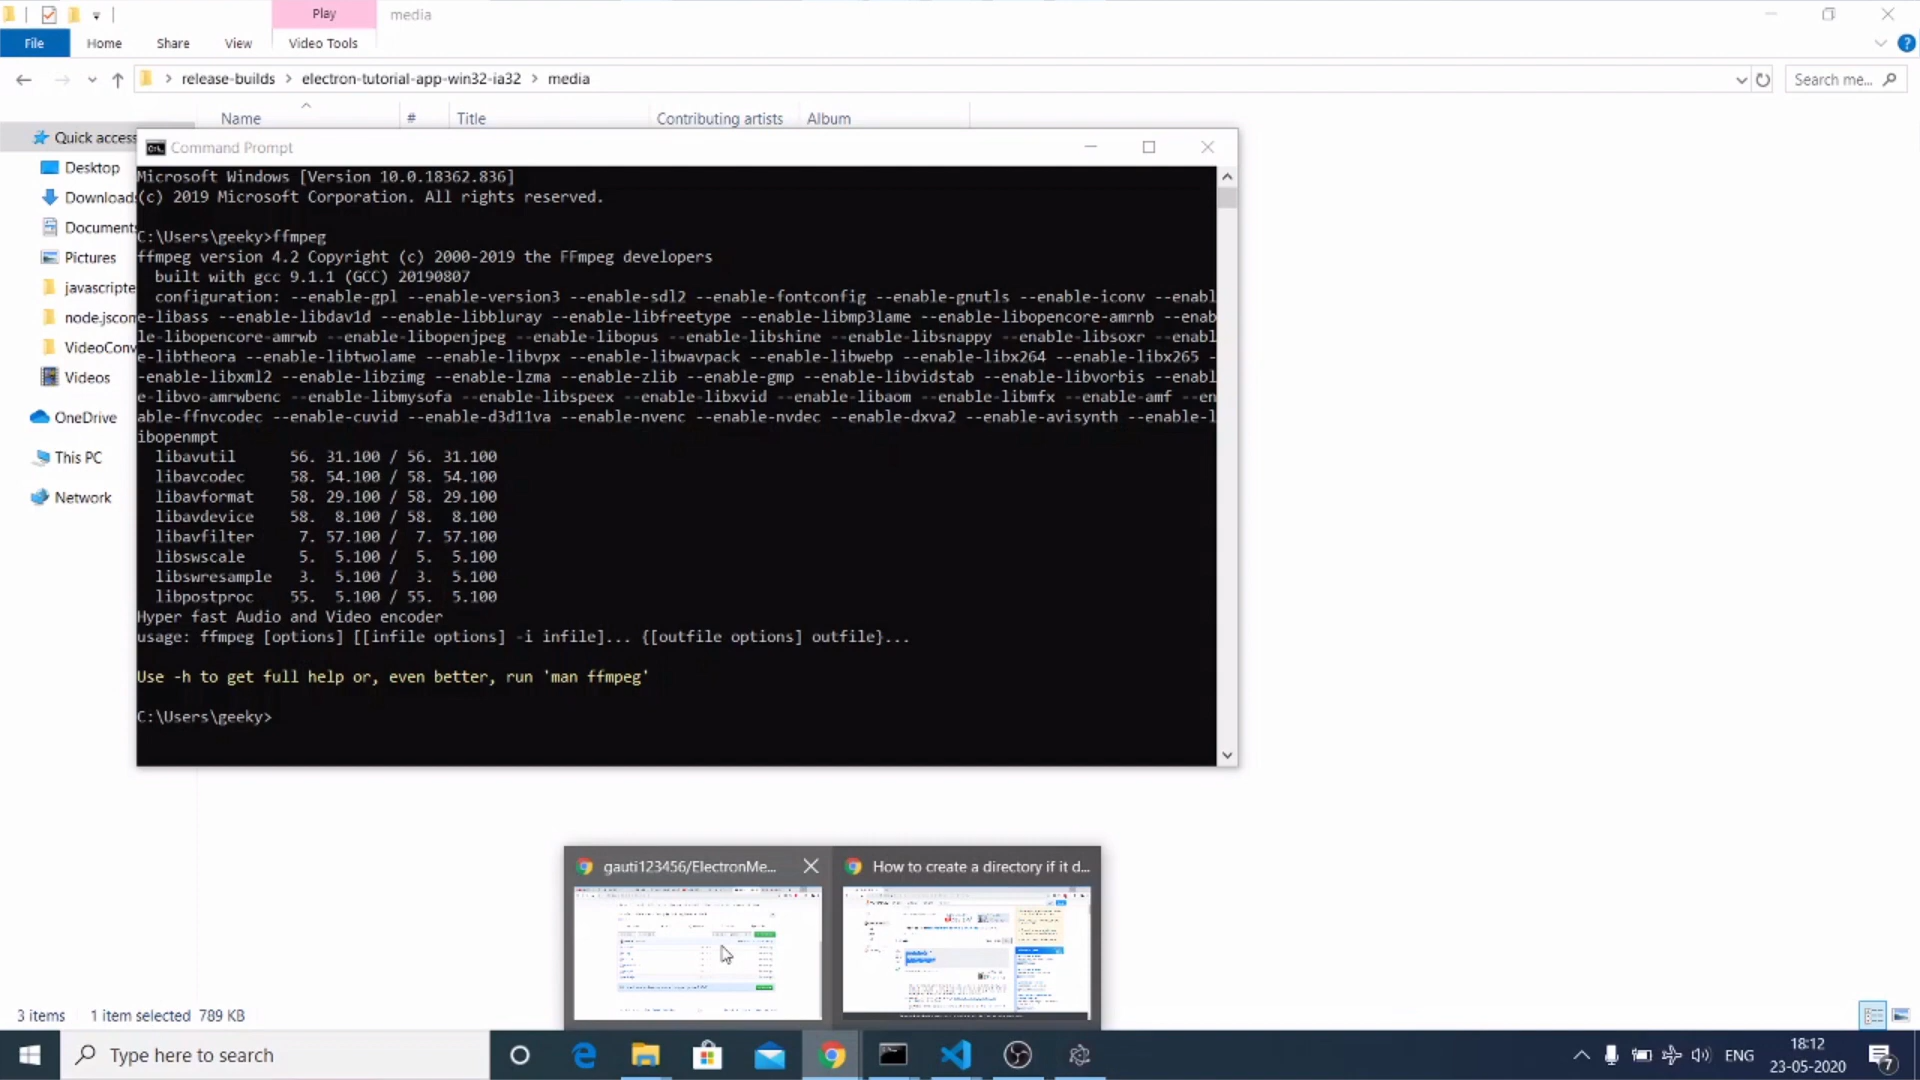 Play
media
File
Home
Share
View
Video Tools
release-builds
electron-tutorial-app-win32-ia32
media
Search me...
Name
#
Title
Contributing artists
Album
Quick access
Desktop
Downloads
Documents
Pictures
javascripte
node.jscon
VideoConv
Videos
OneDrive
This PC
Network
Command Prompt
Microsoft Windows [Version 10.0.18362.836]
(c) 2019 Microsoft Corporation. All rights reserved.
C:\Users\geeky>ffmpeg
ffmpeg version 4.2 Copyright (c) 2000-2019 the FFmpeg developers
built with gcc 9.1.1 (GCC) 20190807
configuration: --enable-gpl --enable-version3 --enable-sdl2 --enable-fontconfig --enable-gnutls --enable-iconv --enabl
e-libass --enable-libdav1d --enable-libbluray --enable-libfreetype --enable-libmp3lame --enable-libopencore-amrnb --enab
le-libopencore-amrwb --enable-libopenjpeg --enable-libopus --enable-libshine --enable-libsnappy --enable-libsoxr --enabl
e-libtheora --enable-libtwolame --enable-libvpx --enable-libwavpack --enable-libwebp --enable-libx264 --enable-libx265 -
-enable-libxml2 --enable-libzimg --enable-lzma --enable-zlib --enable-gmp --enable-libvidstab --enable-libvorbis --enabl
e-libvo-amrwbenc --enable-libmysofa --enable-libspeex --enable-libxvid --enable-libaom --enable-libmfx --enable-amf --en
able-ffnvcodec --enable-cuvid --enable-d3d11va --enable-nvenc --enable-nvdec --enable-dxva2 --enable-avisynth --enable-l
ibopenmpt
libavutil 56. 31.100 / 56. 31.100
libavcodec 58. 54.100 / 58. 54.100
libavformat 58. 29.100 / 58. 29.100
libavdevice 58. 8.100 / 58. 8.100
libavfilter 7. 57.100 / 7. 57.100
libswscale 5. 5.100 / 5. 5.100
libswresample 3. 5.100 / 3. 5.100
libpostproc 55. 5.100 / 55. 5.100
Hyper fast Audio and Video encoder
usage: ffmpeg [options] [[infile options] -i infile]... {[outfile options] outfile}...
Use -h to get full help or, even better, run 'man ffmpeg'
C:\Users\geeky>
gauti123456/ElectronMe...
How to create a directory if it d...
3 items
1 item selected 789 KB
Type here to search
ENG
18:12
23-05-2020
7